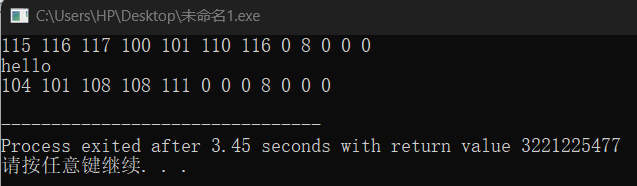 C:\Users\HP\Desktop\未命名1.exe
115 116 117 100 101 110 116 0 8 0 0 0
hello
104 101 108 108 111 0 0 0 8 0 0 0
--------------------------------
Process exited after 3.45 seconds with return value 3221225477
请按任意键继续. . .